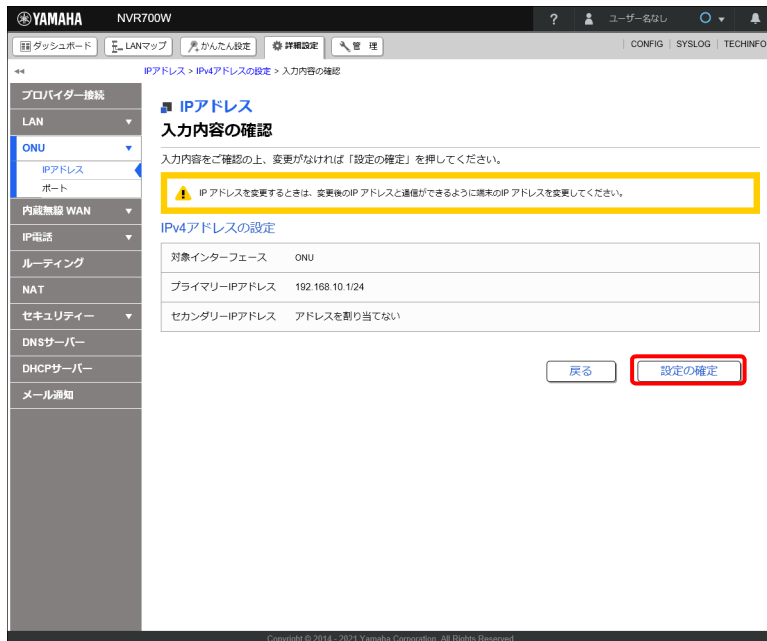 YAMAHA NVR700W ? ユーザー名なし
ダッシュボード LANマップ かんたん設定 詳細設定 管 理 CONFIG SYSLOG TECHINFO
IPアドレス > IPv4アドレスの設定 > 入力内容の確認
プロバイダー接続
LAN
ONU
IPアドレス
ポート
内蔵無線 WAN
IP電話
ルーティング
NAT
セキュリティー
DNSサーバー
DHCPサーバー
メール通知
IPアドレス
入力内容の確認
入力内容をご確認の上、変更がなければ「設定の確定」を押してください。
IP アドレスを変更するときは、変更後のIP アドレスと通信ができるように端末のIP アドレスを変更してください。
IPv4アドレスの設定
対象インターフェース ONU
プライマリーIPアドレス 192.168.10.1/24
セカンダリーIPアドレス アドレスを割り当てない
戻る 設定の確定
Copyright © 2014 - 2021 Yamaha Corporation. All Rights Reserved.